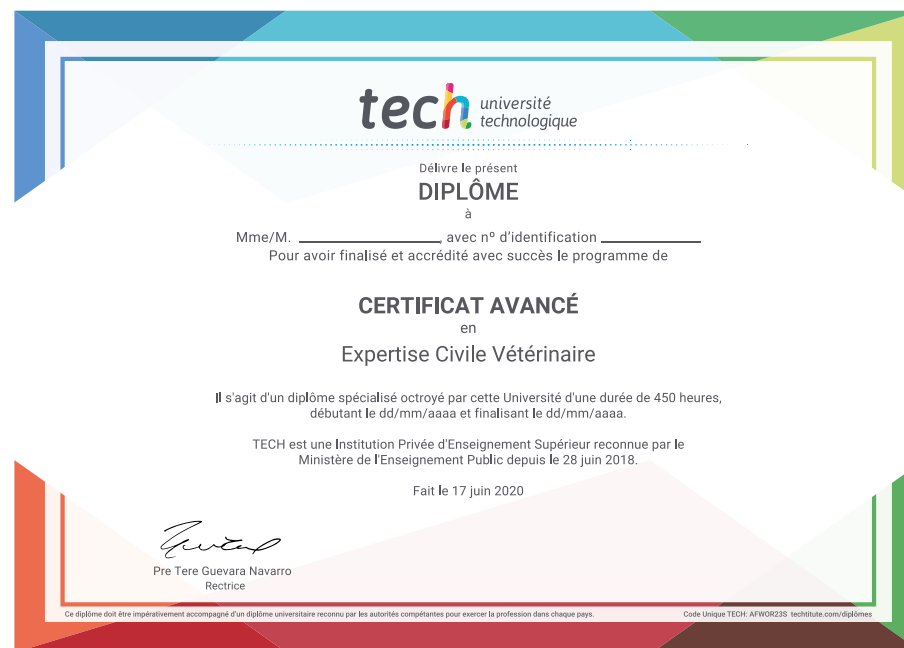 tech université
technologique
Délivre le présent
DIPLÔME
à
Mme/M. , avec nº d'identification
Pour avoir finalisé et accrédité avec succès le programme de
CERTIFICAT AVANCÉ
en
Expertise Civile Vétérinaire
Il s'agit d'un diplôme spécialisé octroyé par cette Université d'une durée de 450 heures,
débutant le dd/mm/aaaa et finalisant le dd/mm/aaaa.
TECH est une Institution Privée d'Enseignement Supérieur reconnue par le
Ministère de l'Enseignement Public depuis le 28 juin 2018.
Fait le 17 juin 2020
Pre Tere Guevara Navarro
Rectrice
Ce diplôme doit être impérativement accompagné d'un diplôme universitaire reconnu par les autorités compétentes pour exercer la profession dans chaque pays.
Code Unique TECH: AFWOR23S techtitute.com/diplômes